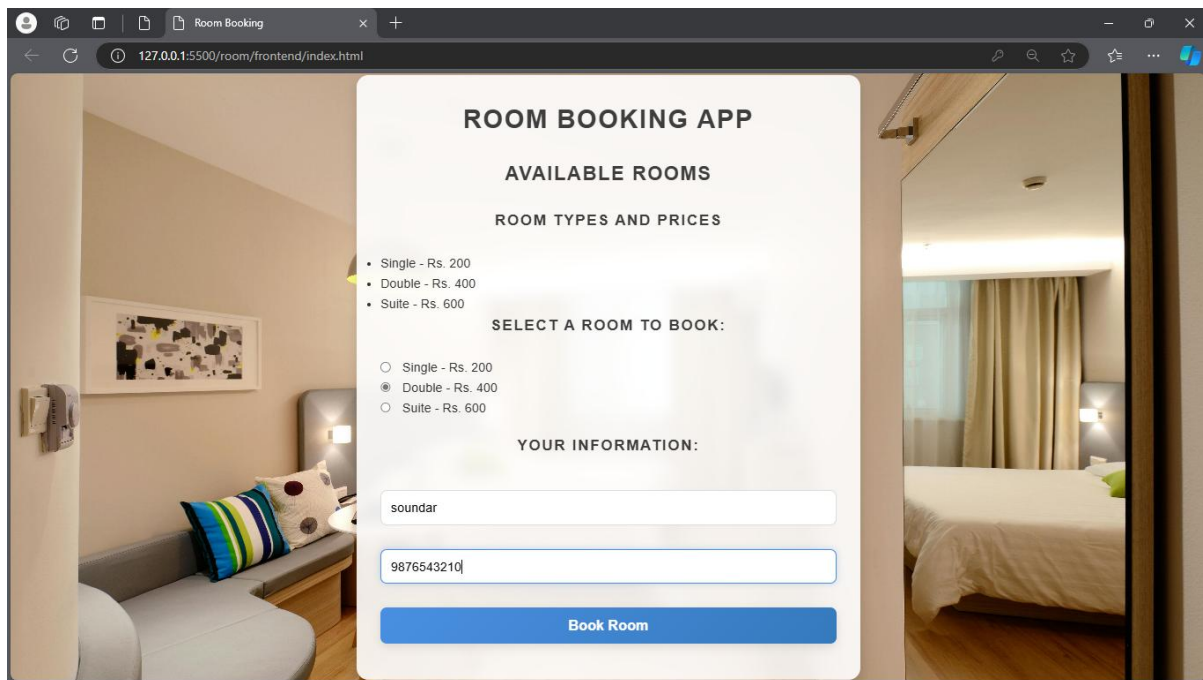 Room Booking
127.0.0.1:5500/room/frontend/index.html
ROOM BOOKING APP
AVAILABLE ROOMS
ROOM TYPES AND PRICES
• Single - Rs. 200
• Double - Rs. 400
• Suite - Rs. 600
SELECT A ROOM TO BOOK:
Single - Rs. 200
Double - Rs. 400
Suite - Rs. 600
YOUR INFORMATION:
soundar
9876543210
Book Room